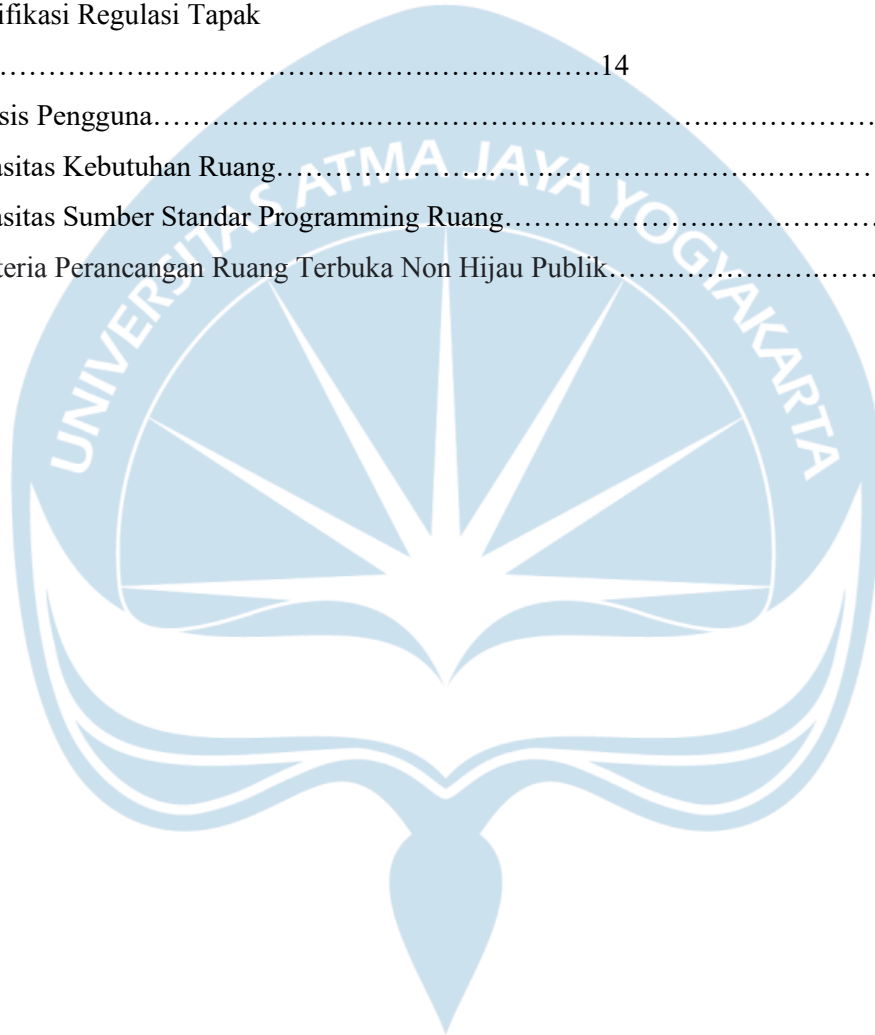 ifikasi Regulasi Tapak
……………….…….…………………….…….….…….14
sis Pengguna………………….…….…………………….…….……………
asitas Kebutuhan Ruang…………………….…….…………………….…….…
asitas Sumber Standar Programming Ruang…………………….…….………
teria Perancangan Ruang Terbuka Non Hijau Publik…………………….……
UNIVERSITAS ATMA JAYA YOGYAKARTA